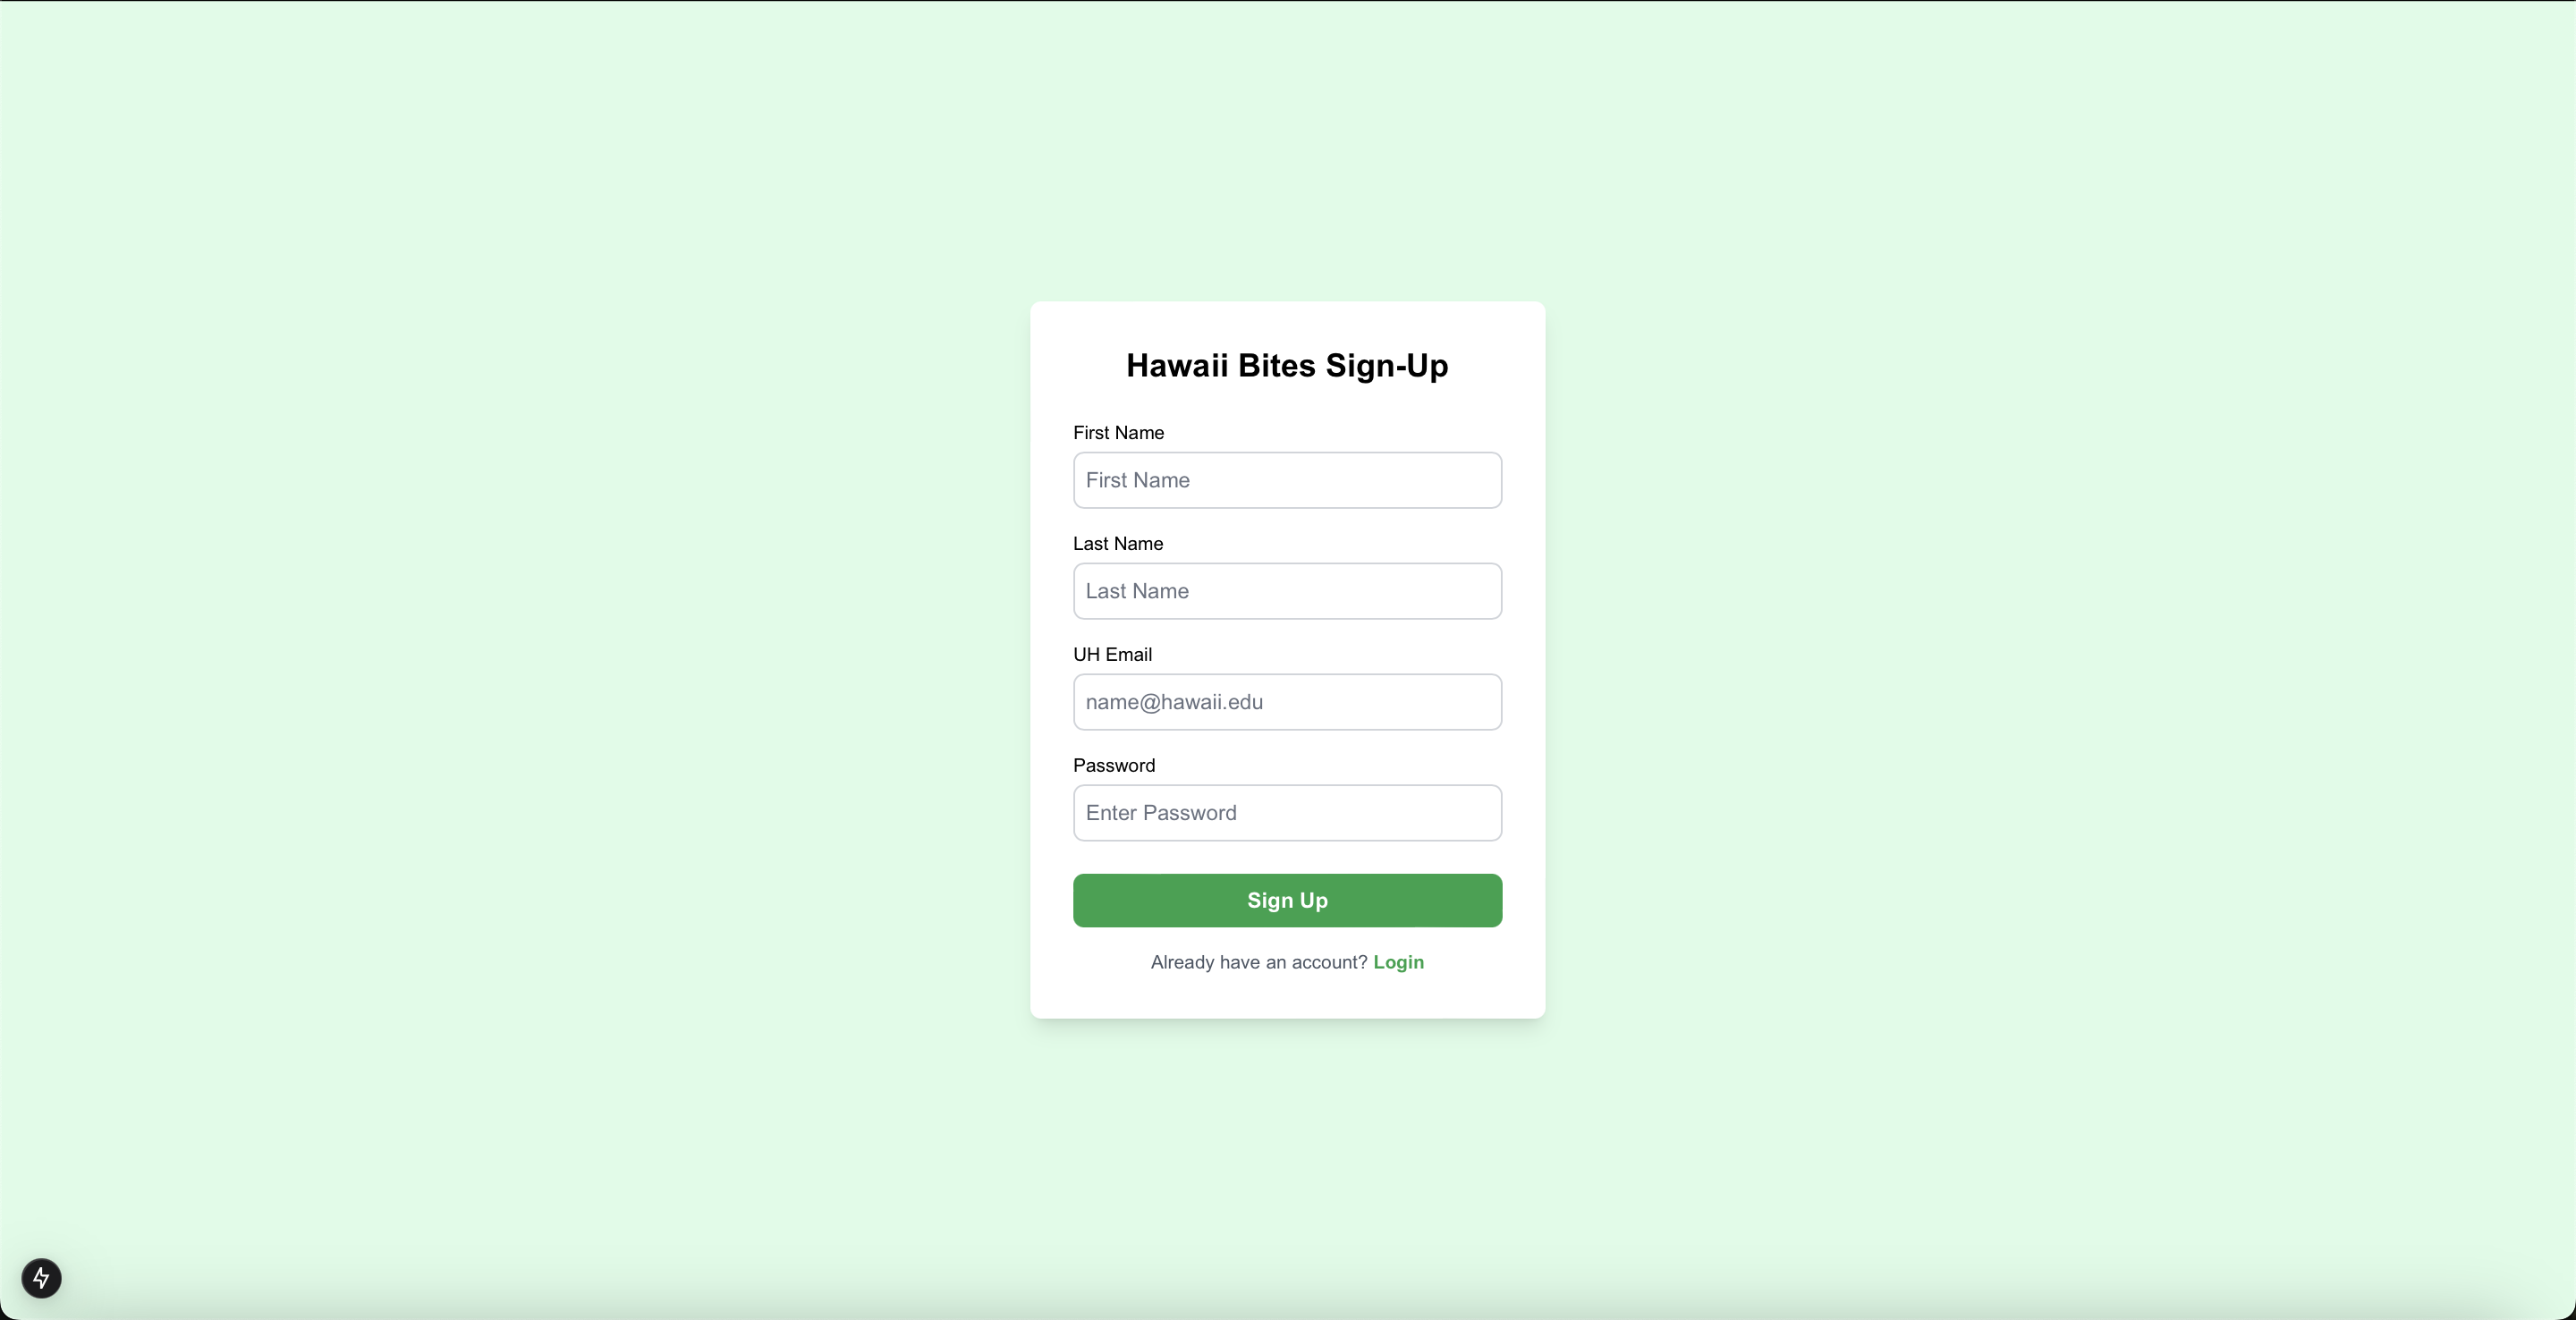 Hawaii Bites Sign-Up
First Name
First Name
Last Name
Last Name
UH Email
name@hawaii.edu
Password
Enter Password
Sign Up
Already have an account? Login